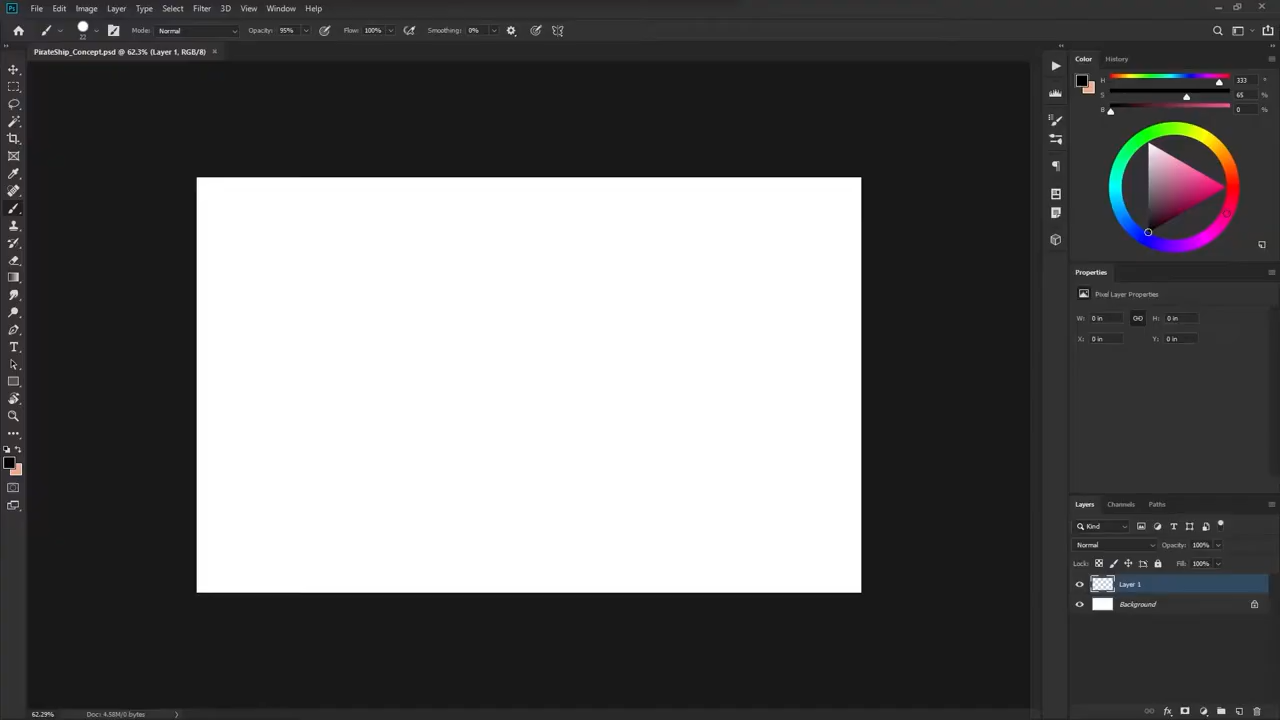 Ps File Edit Image Layer Type Select Filter 3D View Window Help
22 Mode: Normal Opacity: 95% Flow: 100% Smoothing: 0%
PirateShip_Concept.psd @ 62.3% (Layer 1, RGB/8) ×
Color History
H 333 °
S 65 %
B 0 %
Properties
Pixel Layer Properties
W: 0 in H: 0 in
X: 0 in Y: 0 in
Layers Channels Paths
Kind
Normal Opacity: 100%
Lock: Fill: 100%
Layer 1
Background
62.29% Doc: 4.58M/0 bytes